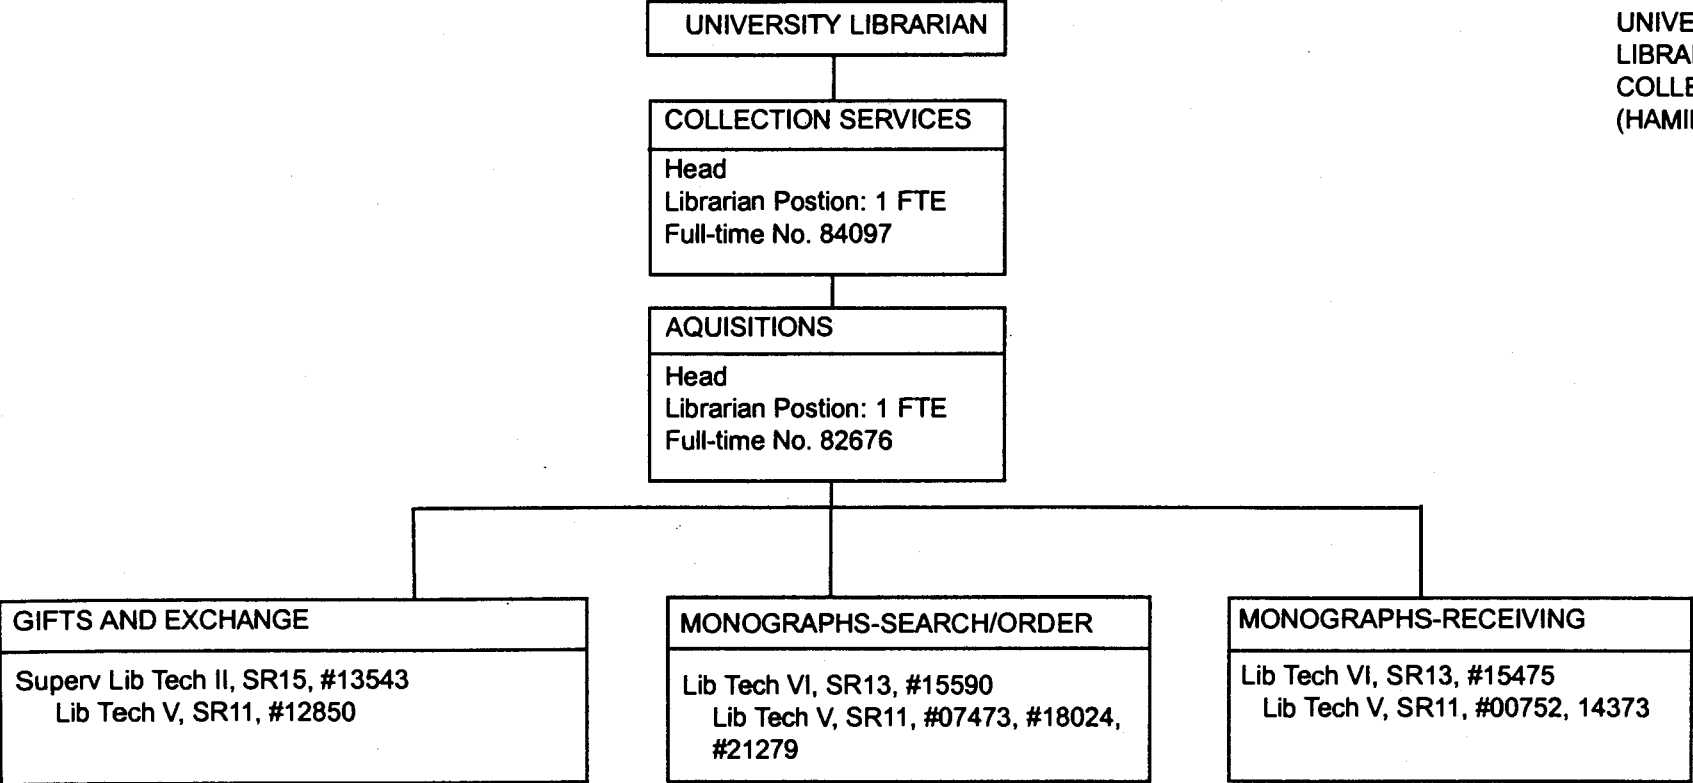 UNIVERSITY LIBRARIAN
COLLECTION SERVICES
Head
Librarian Postion: 1 FTE
Full-time No. 84097
AQUISITIONS
Head
Librarian Postion: 1 FTE
Full-time No. 82676
GIFTS AND EXCHANGE
Superv Lib Tech II, SR15, #13543
Lib Tech V, SR11, #12850
MONOGRAPHS-SEARCH/ORDER
Lib Tech VI, SR13, #15590
Lib Tech V, SR11, #07473, #18024,
#21279
MONOGRAPHS-RECEIVING
Lib Tech VI, SR13, #15475
Lib Tech V, SR11, #00752, 14373